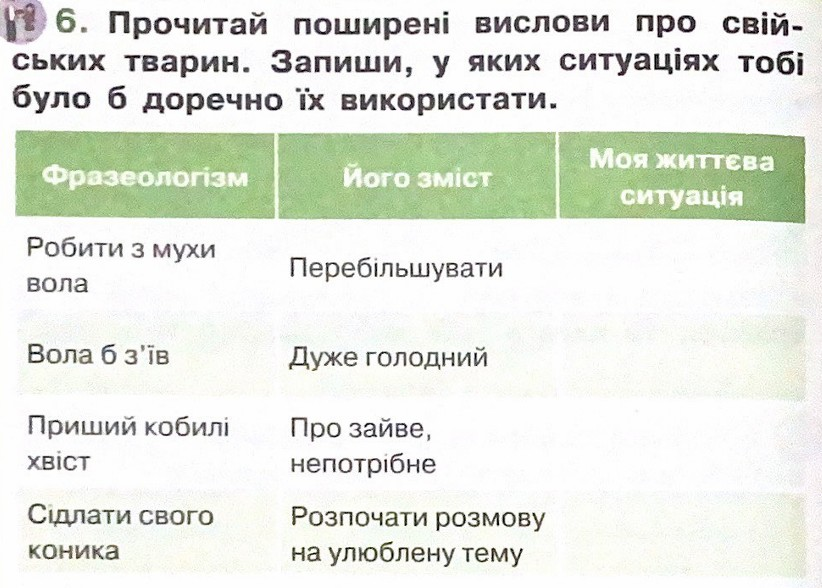 6. Прочитай поширені вислови про свій-
ських тварин. Запиши, у яких ситуаціях тобі
було б доречно їх використати.
Фразеологізм
Його зміст
Моя життєва
ситуація
Робити з мухи
вола
Перебільшувати
Вола б з’їв
Дуже голодний
Приший кобилі
хвіст
Про зайве,
непотрібне
Сідлати свого
коника
Розпочати розмову
на улюблену тему